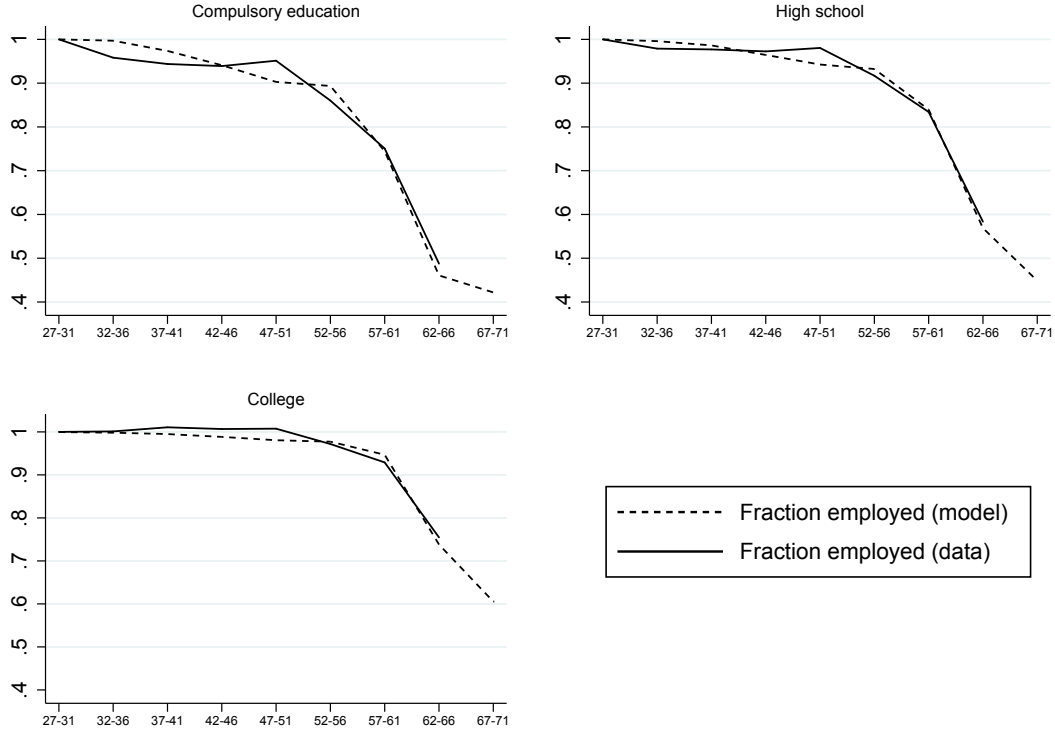 Compulsory education
1
.9
.8
.7
.6
.5
.4
27-31 32-36 37-41 42-46 47-51 52-56 57-61 62-66 67-71
High school
1
.9
.8
.7
.6
.5
.4
27-31 32-36 37-41 42-46 47-51 52-56 57-61 62-66 67-71
College
1
.9
.8
.7
.6
.5
.4
27-31 32-36 37-41 42-46 47-51 52-56 57-61 62-66 67-71
Fraction employed (model)
Fraction employed (data)